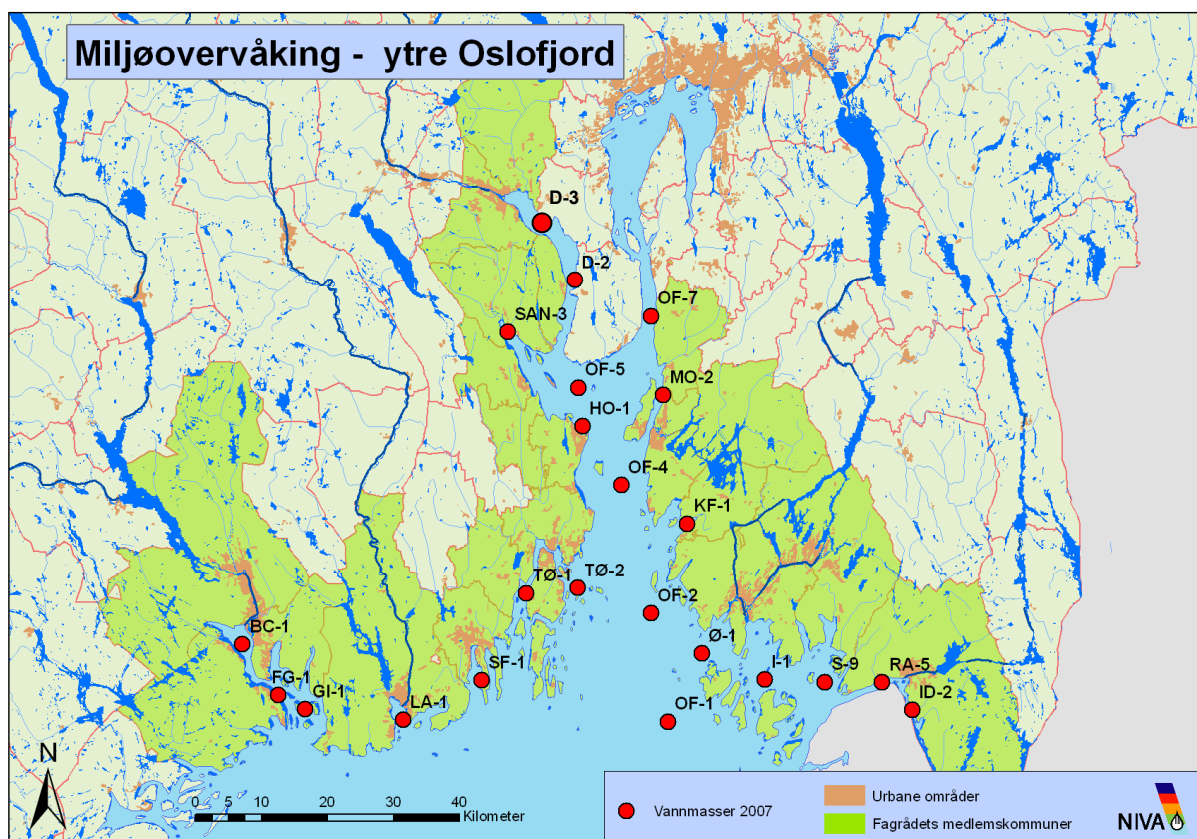 Miljøovervåking - ytre Oslofjord
D-3
D-2
OF-7
SAN-3
OF-5
MO-2
HO-1
OF-4
KF-1
TØ-1
TØ-2
OF-2
BC-1
Ø-1
FG-1
GI-1
SF-1
I-1
S-9
RA-5
LA-1
OF-1
ID-2
N
0 5 10 20 30 40
Kilometer
Vannmasser 2007
Urbane områder
Fagrådets medlemskommuner
NIVA